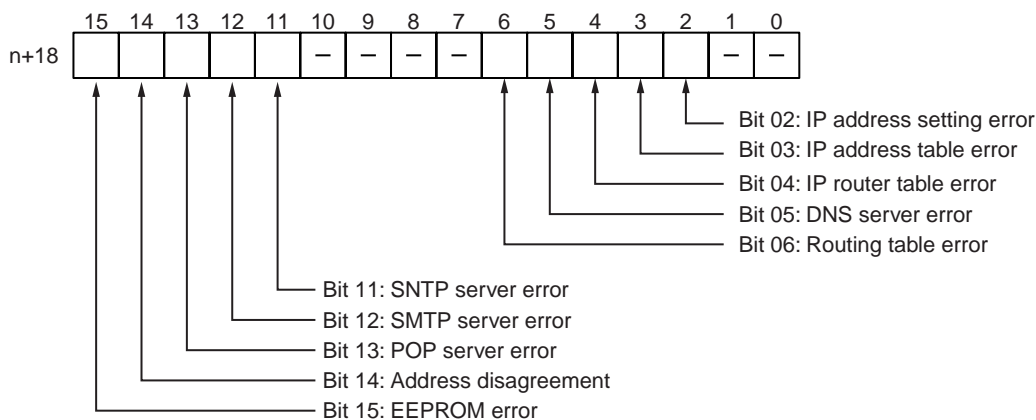 15 14 13 12 11 10 9 8 7 6 5 4 3 2 1 0
n+18 – – – – – –
Bit 02: IP address setting error
Bit 03: IP address table error
Bit 04: IP router table error
Bit 05: DNS server error
Bit 06: Routing table error
Bit 11: SNTP server error
Bit 12: SMTP server error
Bit 13: POP server error
Bit 14: Address disagreement
Bit 15: EEPROM error